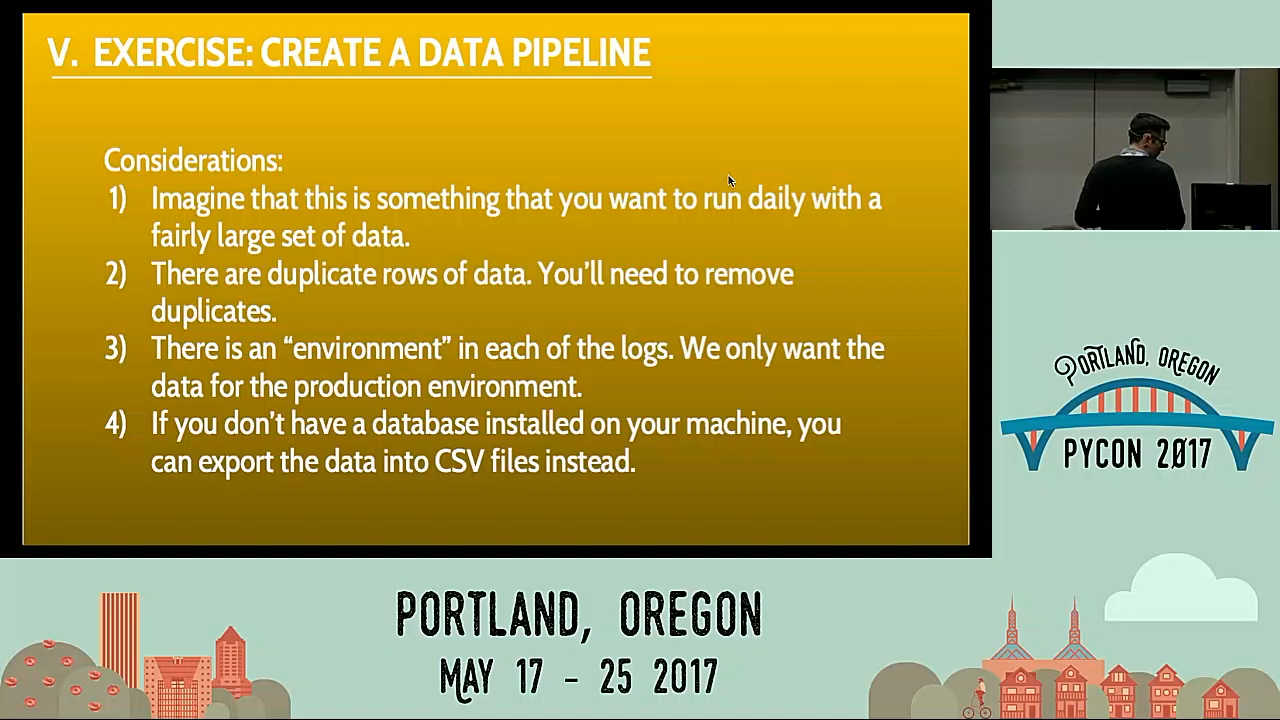 V. EXERCISE: CREATE A DATA PIPELINE
Considerations:
1) Imagine that this is something that you want to run daily with a
fairly large set of data.
2) There are duplicate rows of data. You’ll need to remove
duplicates.
3) There is an “environment” in each of the logs. We only want the
data for the production environment.
4) If you don’t have a database installed on your machine, you
can export the data into CSV files instead.
PORTLAND, OREGON
PYCON 2017
PORTLAND, OREGON
MAY 17 - 25 2017